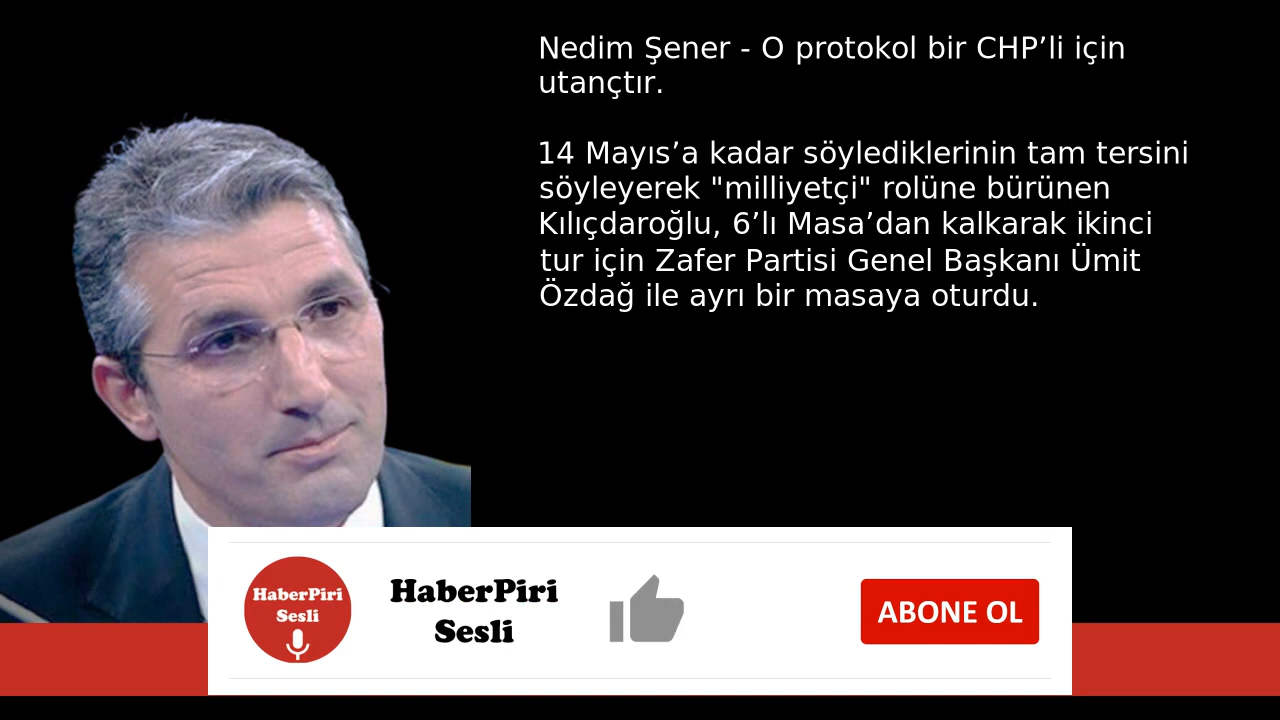 Nedim Şener - O protokol bir CHP’li için
utançtır.
14 Mayıs’a kadar söylediklerinin tam tersini
söyleyerek "milliyetçi" rolüne bürünen
Kılıçdaroğlu, 6’lı Masa’dan kalkarak ikinci
tur için Zafer Partisi Genel Başkanı Ümit
Özdağ ile ayrı bir masaya oturdu.
HaberPiri
Sesli
HaberPiri
Sesli
ABONE OL